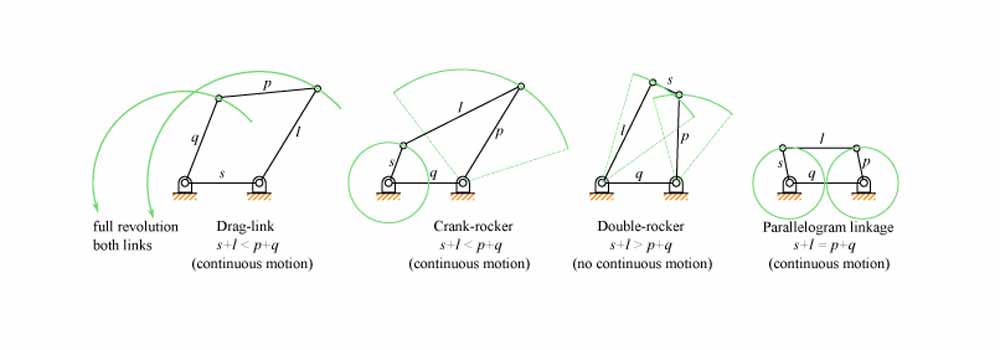 p
q
l
s
full revolution
both links
Drag-link
s+l < p+q
(continuous motion)
l
s
p
q
Crank-rocker
s+l < p+q
(continuous motion)
s
l
p
q
Double-rocker
s+l > p+q
(no continuous motion)
l
s
p
q
Parallelogram linkage
s+l = p+q
(continuous motion)